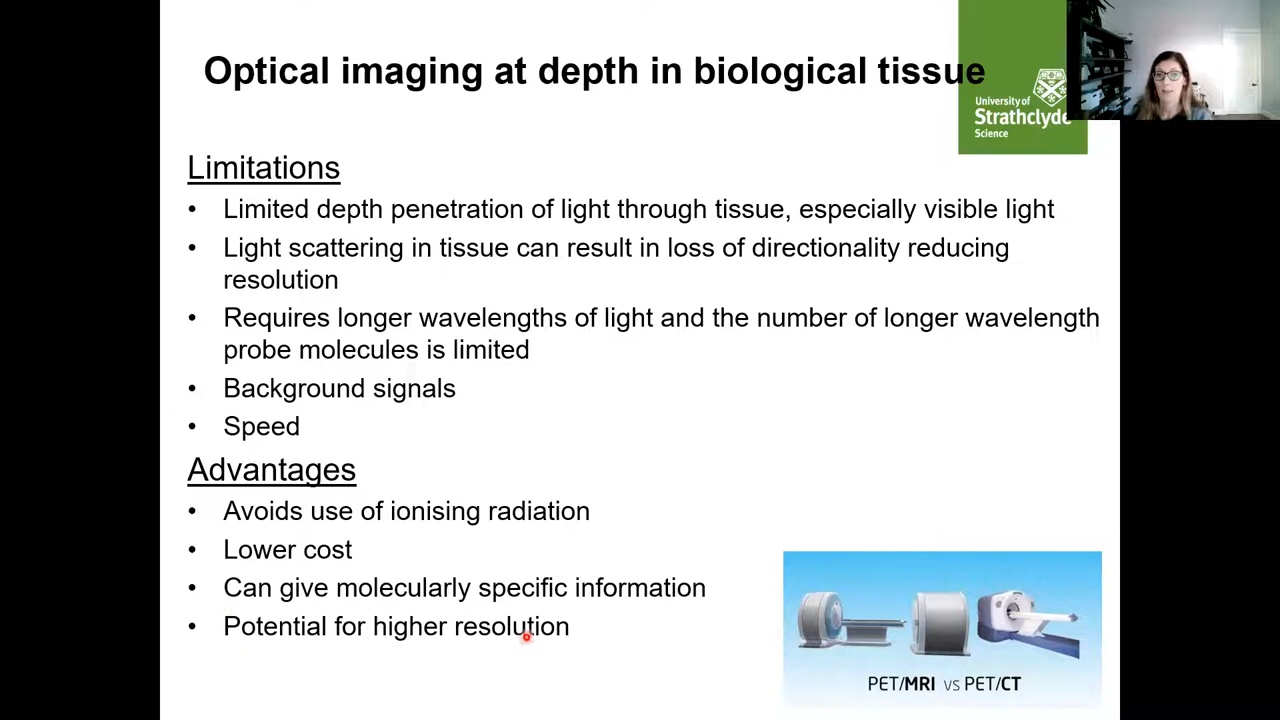 Optical imaging at depth in biological tissue
University of
Strathclyde
Science
Limitations
• Limited depth penetration of light through tissue, especially visible light
• Light scattering in tissue can result in loss of directionality reducing
resolution
• Requires longer wavelengths of light and the number of longer wavelength
probe molecules is limited
• Background signals
• Speed
Advantages
• Avoids use of ionising radiation
• Lower cost
• Can give molecularly specific information
• Potential for higher resolution
PET/MRI VS PET/CT